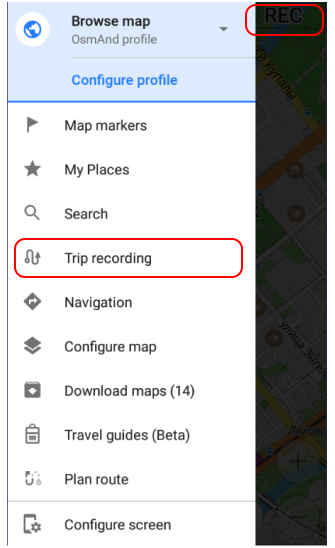 Browse map
REC
OsmAnd profile
Configure profile
Map markers
My Places
Search
Trip recording
Navigation
Configure map
Download maps (14)
Travel guides (Beta)
Plan route
Configure screen